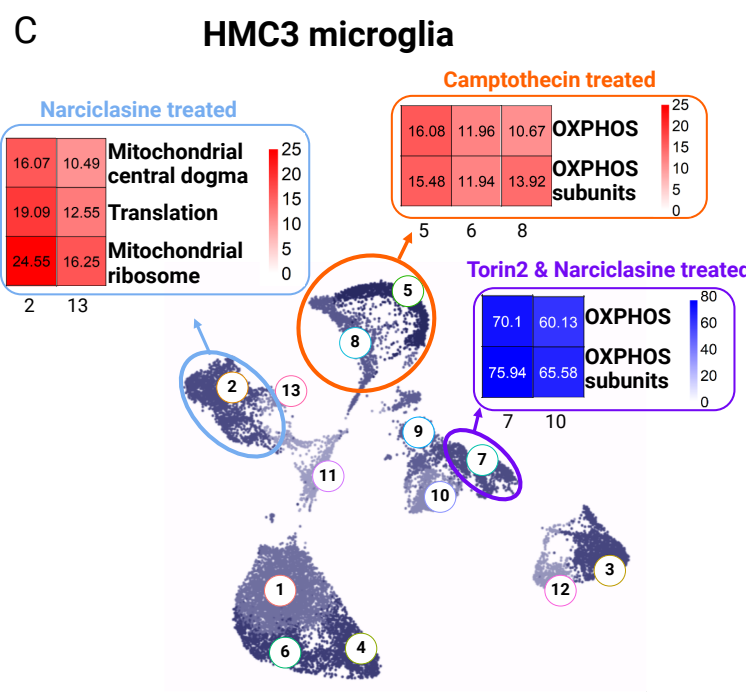 C
HMC3 microglia
Camptothecin treated
16.08 11.96 10.67 OXPHOS
15.48 11.94 13.92 OXPHOS
subunits
25
20
15
10
5
0
5 6 8
Narciclasine treated
16.07 10.49 Mitochondrial
central dogma
19.09 12.55 Translation
24.55 16.25 Mitochondrial
ribosome
25
20
15
10
5
0
2 13
Torin2 & Narciclasine treated
70.1 60.13 OXPHOS
75.94 65.58 OXPHOS
subunits
80
60
40
20
0
7 10
5
8
2
13
9
7
11
10
3
12
1
6
4